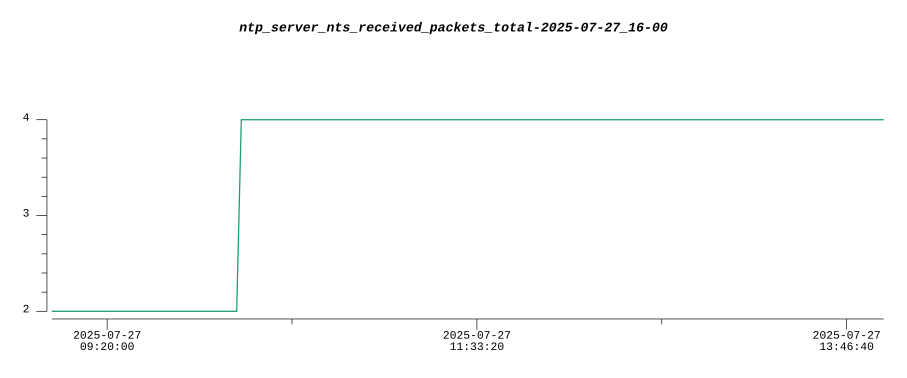 ntp_server_nts_received_packets_total-2025-07-27_16-00
4
3
2
2025-07-27 2025-07-27 2025-07-27
09:20:00 11:33:20 13:46:40